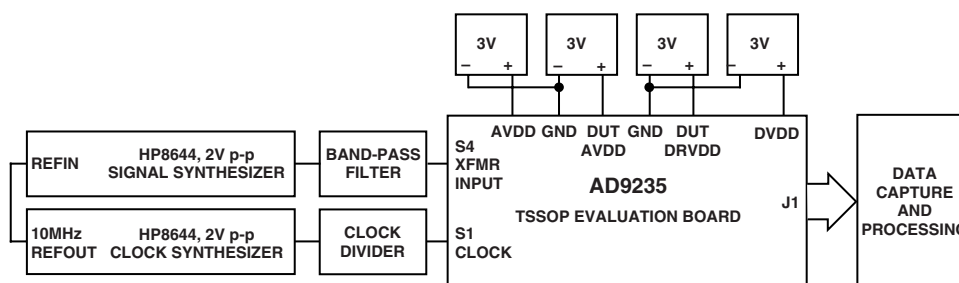 3V
3V
3V
3V
– +
– +
– +
– +
AVDD GND DUT AVDD GND DUT DRVDD DVDD
REFIN
HP8644, 2V p-p
SIGNAL SYNTHESIZER
BAND-PASS
FILTER
S4
XFMR
INPUT
AD9235
TSSOP EVALUATION BOARD
J1
10MHz
REFOUT
HP8644, 2V p-p
CLOCK SYNTHESIZER
CLOCK
DIVIDER
S1
CLOCK
DATA
CAPTURE
AND
PROCESSING